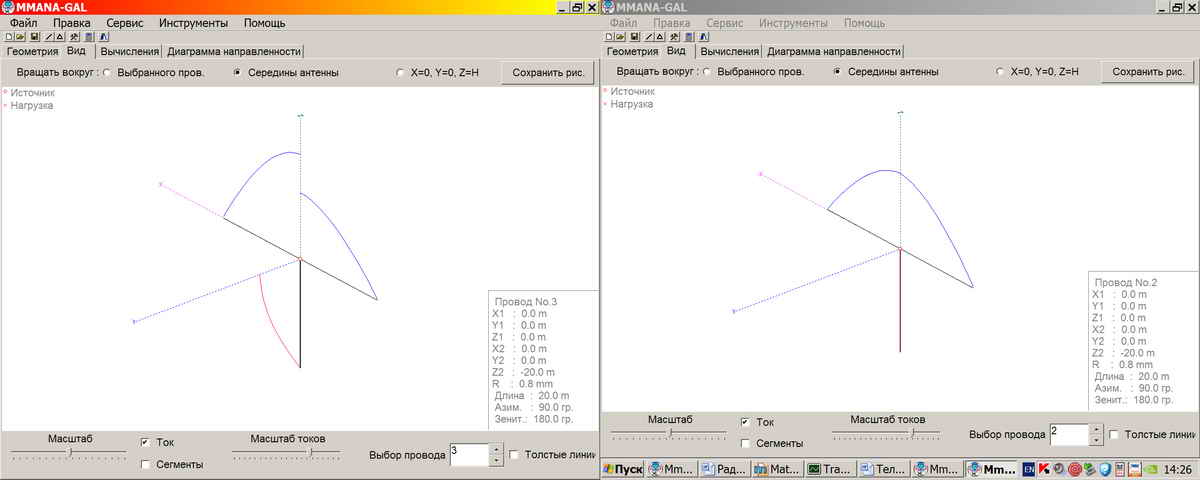 MMANA-GAL
Файл Правка Сервис Инструменты Помощь
Геометрия Вид Вычисления Диаграмма направленности
Вращать вокруг : Выбранного пров. Середины антенны X=0, Y=0, Z=H Сохранить рис.
Источник
Нагрузка
Z
X
Y
Провод No.3
X1 : 0.0 m
Y1 : 0.0 m
Z1 : 0.0 m
X2 : 0.0 m
Y2 : 0.0 m
Z2 : -20.0 m
R : 0.8 mm
Длина : 20.0 m
Азим. : 90.0 гр.
Зенит.: 180.0 гр.
Масштаб Ток Масштаб токов
Сегменты Выбор провода 3 Толстые линии
MMANA-GAL
Файл Правка Сервис Инструменты Помощь
Геометрия Вид Вычисления Диаграмма направленности
Вращать вокруг : Выбранного пров. Середины антенны X=0, Y=0, Z=H Сохранить рис.
Источник
Нагрузка
Провод No.2
X1 : 0.0 m
Y1 : 0.0 m
Z1 : 0.0 m
X2 : 0.0 m
Y2 : 0.0 m
Z2 : -20.0 m
R : 0.8 mm
Длина : 20.0 m
Азим. : 90.0 гр.
Зенит.: 180.0 гр.
Масштаб Ток Масштаб токов
Сегменты Выбор провода 2 Толстые линии
Пуск Mm... Рад... Mat... Tra... Тел... Mm... Mm... EN 14:26